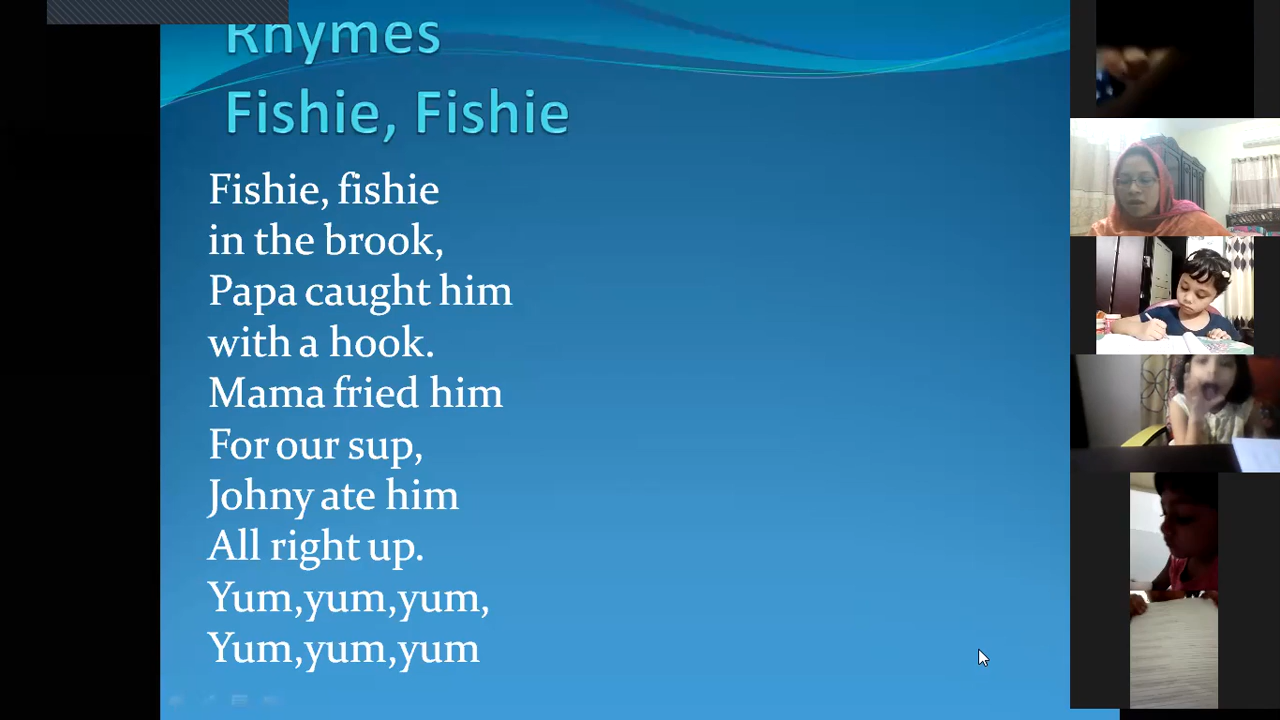 Rhymes
Fishie, Fishie
Fishie, fishie
in the brook,
Papa caught him
with a hook.
Mama fried him
For our sup,
Johny ate him
All right up.
Yum,yum,yum,
Yum,yum,yum